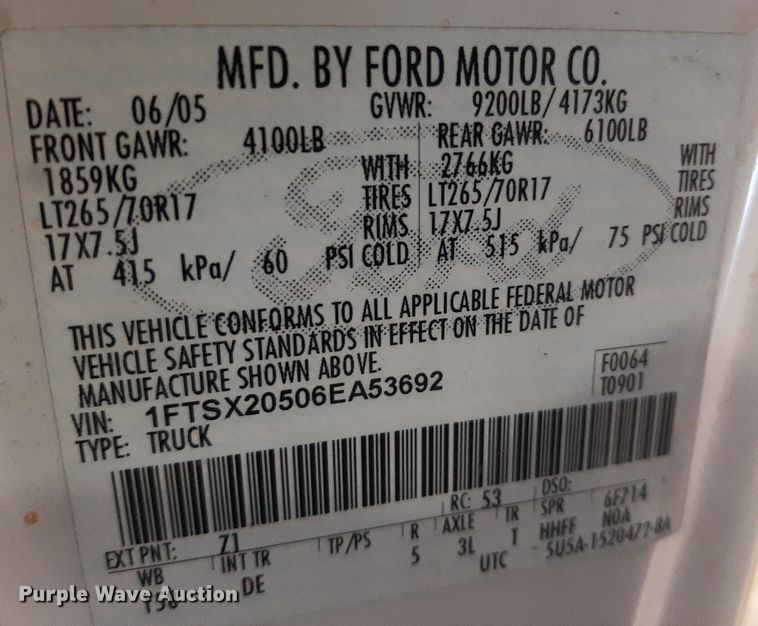 MFD. BY FORD MOTOR CO.
DATE: 06/05 GVWR: 9200LB/4173KG
FRONT GAWR: 4100LB REAR GAWR: 6100LB
1859KG WITH 2766KG WITH
LT265/70R17 TIRES LT265/70R17 TIRES
17X7.5J RIMS 17X7.5J RIMS
AT 415 kPa/ 60 PSI COLD AT 515 kPa/ 75 PSI COLD
Ford
THIS VEHICLE CONFORMS TO ALL APPLICABLE FEDERAL MOTOR
VEHICLE SAFETY STANDARDS IN EFFECT ON THE DATE OF
MANUFACTURE SHOWN ABOVE.
VIN: 1FTSX20506EA53692 F0064
TYPE: TRUCK T0901
EXT PNT: Z1 RC: 53 DSO:
WB INT TR TP/PS R AXLE TR SPR 6F714
DE 5 3L T HHFF N0A
UTC 5U5A-1520472-BA
Purple Wave Auction